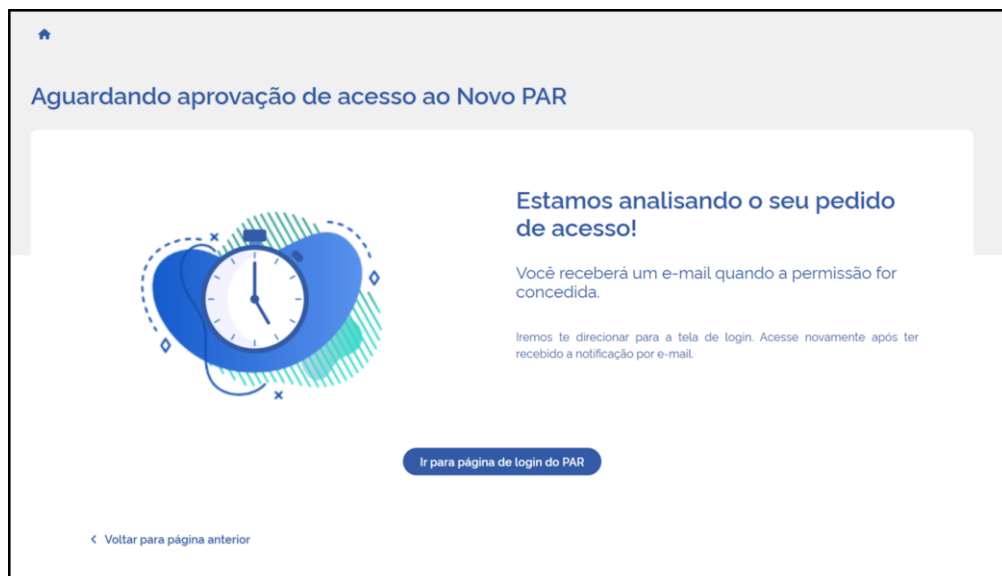 Aguardando aprovação de acesso ao Novo PAR
Estamos analisando o seu pedido
de acesso!
Você receberá um e-mail quando a permissão for
concedida.
Iremos te direcionar para a tela de login. Acesse novamente após ter
recebido a notificação por e-mail.
Ir para página de login do PAR
Voltar para página anterior